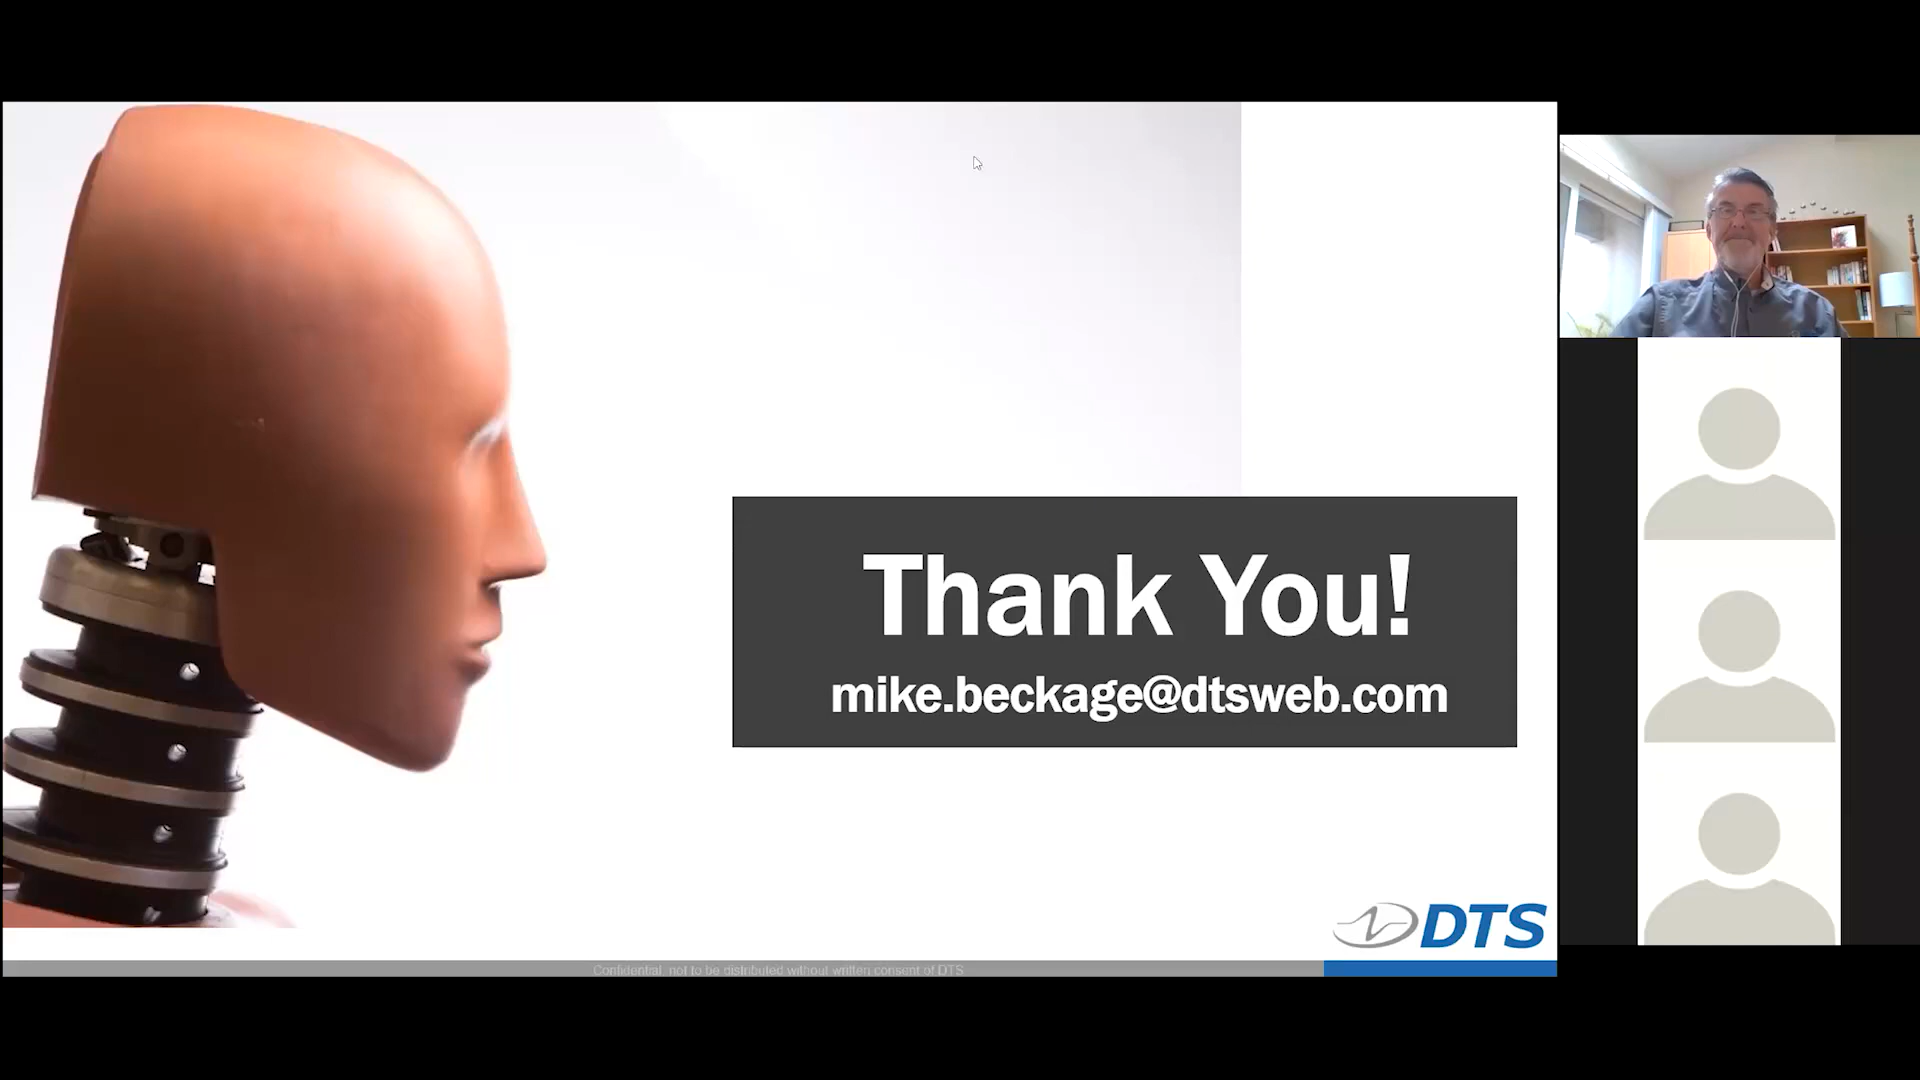 Thank You!
mike.beckage@dtsweb.com
DTS
Confidential, not to be distributed without written consent of DTS